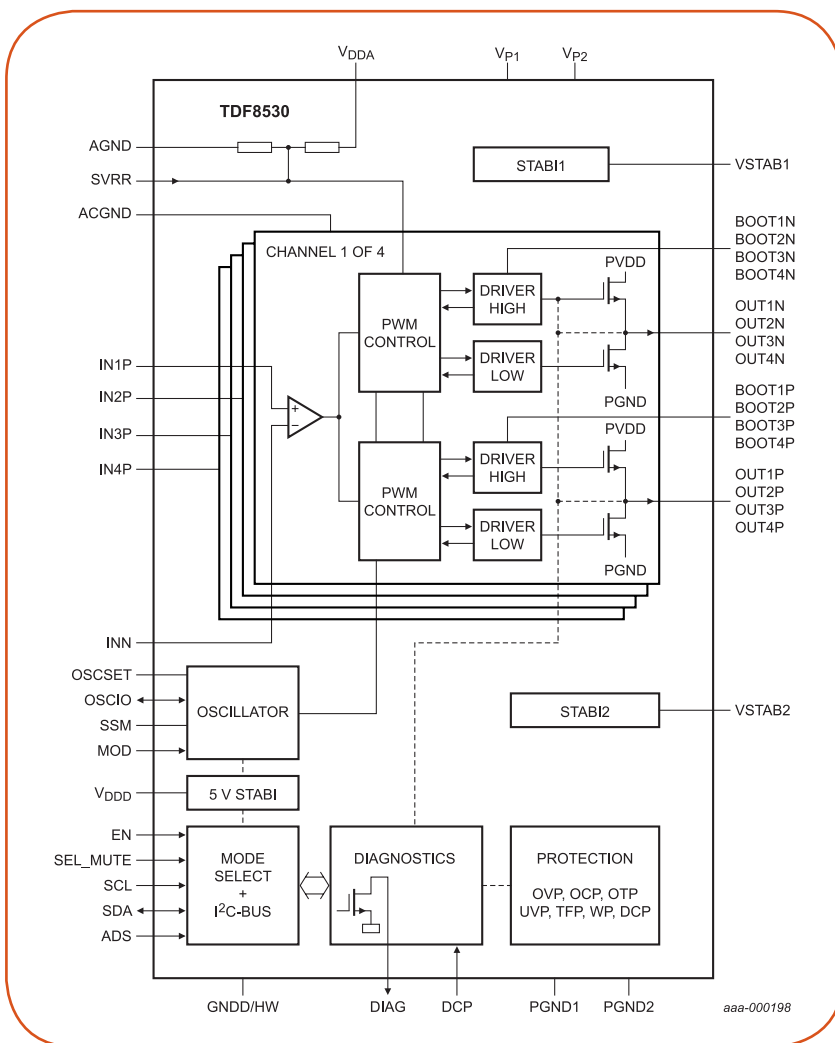 V_DDA
V_P1
V_P2
TDF8530
AGND
SVRR
ACGND
STABI1
VSTAB1
CHANNEL 1 OF 4
PWM
CONTROL
DRIVER
HIGH
DRIVER
LOW
PVDD
PGND
BOOT1N
BOOT2N
BOOT3N
BOOT4N
OUT1N
OUT2N
OUT3N
OUT4N
IN1P
IN2P
IN3P
IN4P
+
−
PWM
CONTROL
DRIVER
HIGH
DRIVER
LOW
PVDD
PGND
BOOT1P
BOOT2P
BOOT3P
BOOT4P
OUT1P
OUT2P
OUT3P
OUT4P
INN
OSCSET
OSCIO
SSM
MOD
OSCILLATOR
STABI2
VSTAB2
V_DDD
5 V STABI
EN
SEL_MUTE
SCL
SDA
ADS
MODE
SELECT
+
I²C-BUS
DIAGNOSTICS
PROTECTION
OVP, OCP, OTP
UVP, TFP, WP, DCP
GNDD/HW
DIAG
DCP
PGND1
PGND2
aaa-000198